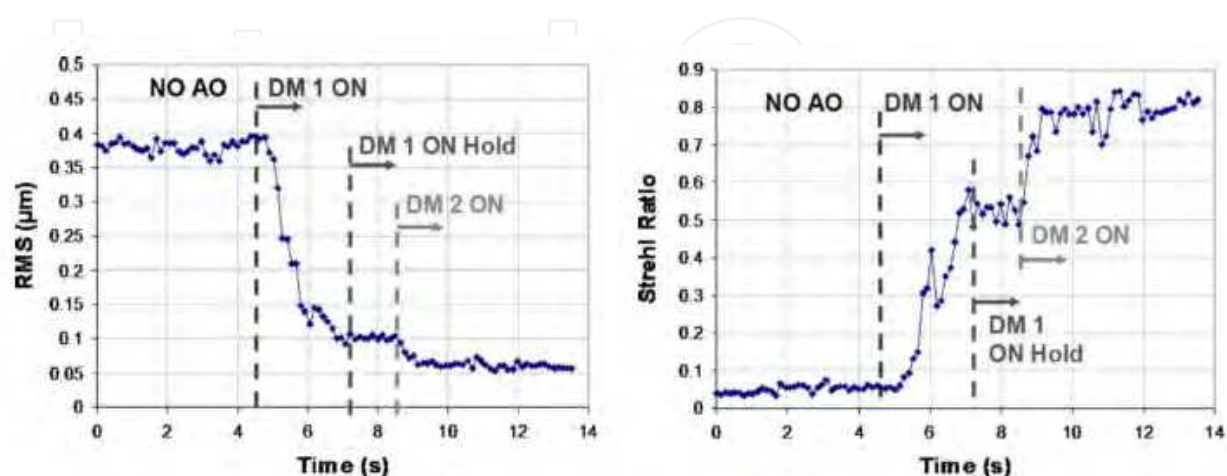 0.5
0.45
0.4
0.35
0.3
0.25
0.2
0.15
0.1
0.05
0
RMS (µm)
NO AO
DM 1 ON
DM 1 ON Hold
DM 2 ON
0 2 4 6 8 10 12 14
Time (s)
0.9
0.8
0.7
0.6
0.5
0.4
0.3
0.2
0.1
0
Strehl Ratio
NO AO
DM 1 ON
DM 2 ON
DM 1
ON Hold
0 2 4 6 8 10 12 14
Time (s)